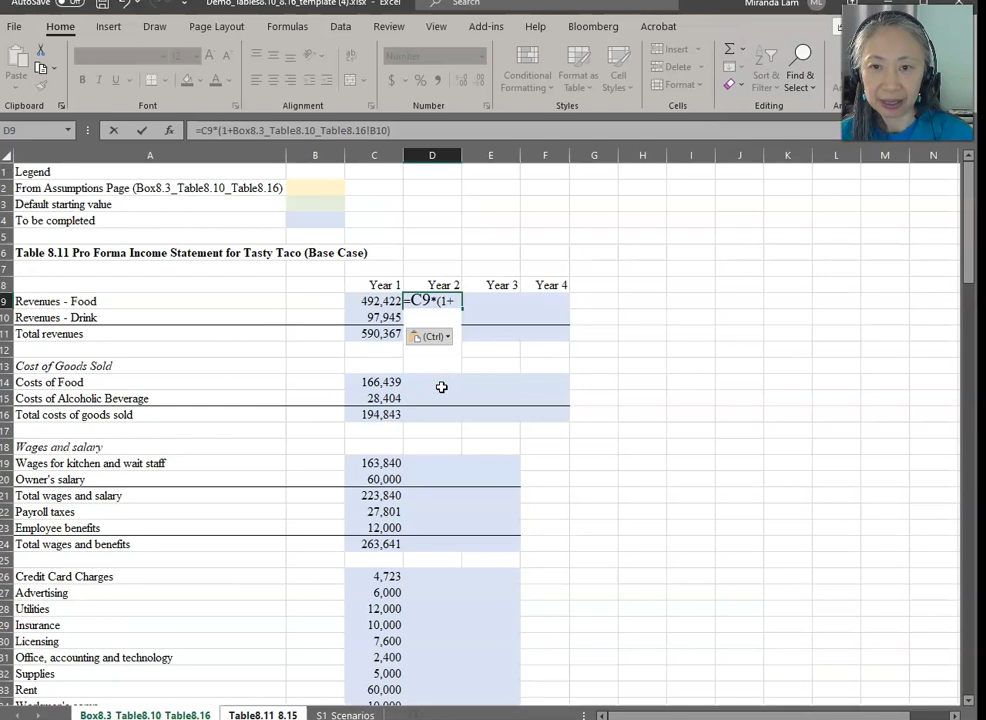 AutoSave Off Demo_Tables8.10_8.16_template (4).xlsx - Excel Search Miranda Lam ML
File Home Insert Draw Page Layout Formulas Data Review View Add-ins Help Bloomberg Acrobat
Paste Number Conditional Formatting Format as Table Cell Styles Insert Delete Format Sort & Filter Find & Select
Clipboard Font Alignment Number Styles Cells Editing
D9 fx =C9*(1+Box8.3_Table8.10_Table8.16!B10)
A B C D E F G H I J K L M N
1 Legend
2 From Assumptions Page (Box8.3_Table8.10_Table8.16)
3 Default starting value
4 To be completed
5
6 Table 8.11 Pro Forma Income Statement for Tasty Taco (Base Case)
7
8 Year 1 Year 2 Year 3 Year 4
9 Revenues - Food 492,422 =C9*(1+
10 Revenues - Drink 97,945
11 Total revenues 590,367 (Ctrl)
12
13 Cost of Goods Sold
14 Costs of Food 166,439
15 Costs of Alcoholic Beverage 28,404
16 Total costs of goods sold 194,843
17
18 Wages and salary
19 Wages for kitchen and wait staff 163,840
20 Owner's salary 60,000
21 Total wages and salary 223,840
22 Payroll taxes 27,801
23 Employee benefits 12,000
24 Total wages and benefits 263,641
25
26 Credit Card Charges 4,723
27 Advertising 6,000
28 Utilities 12,000
29 Insurance 10,000
30 Licensing 7,600
31 Office, accounting and technology 2,400
32 Supplies 5,000
33 Rent 60,000
Box8.3_Table8.10_Table8.16 Table8.11_8.15 S1 Scenarios